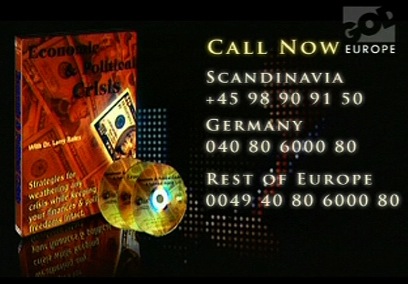 GOD
EUROPE
CALL NOW
SCANDINAVIA
+45 98 90 91 50
GERMANY
040 80 6000 80
REST OF EUROPE
0049 40 80 6000 80
Economic
& Political
Crisis
With Dr. Larry Bates
Strategies for
weathering any
crisis while keeping
your finances & political
freedoms intact.